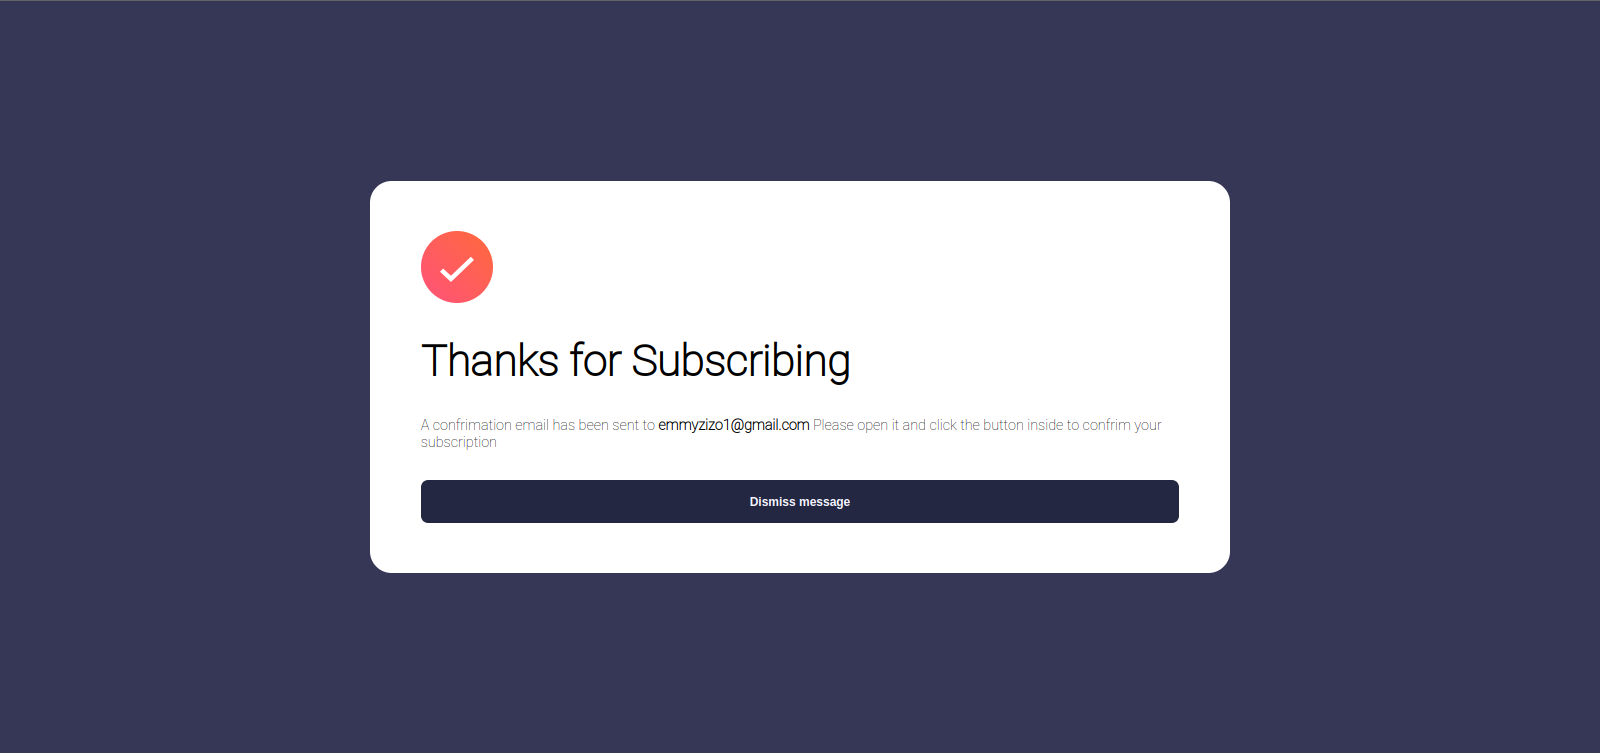 Thanks for Subscribing
A confrimation email has been sent to emmyzizo1@gmail.com Please open it and click the button inside to confrim your
subscription
Dismiss message